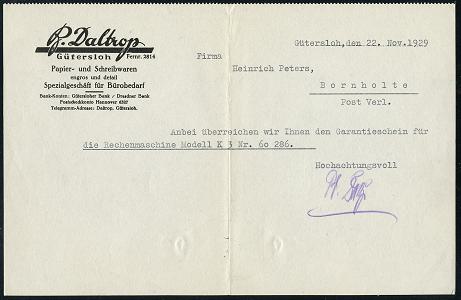 P. Daltrop
Gütersloh Fernr. 2814
Papier- und Schreibwaren
engros und detail
Spezialgeschäft für Bürobedarf
Bank-Konten: Gütersloher Bank / Dresdner Bank
Postscheckkonto Hannover 6327
Telegramm-Adresse: Daltrop, Gütersloh.
Gütersloh, den 22. Nov. 1929
Firma
Heinrich Peters,
Bornholte
Post Verl.
Anbei überreichen wir Ihnen den Garantieschein für
die Rechenmaschine Modell K 3 Nr. 6o 286.
Hochachtungsvoll